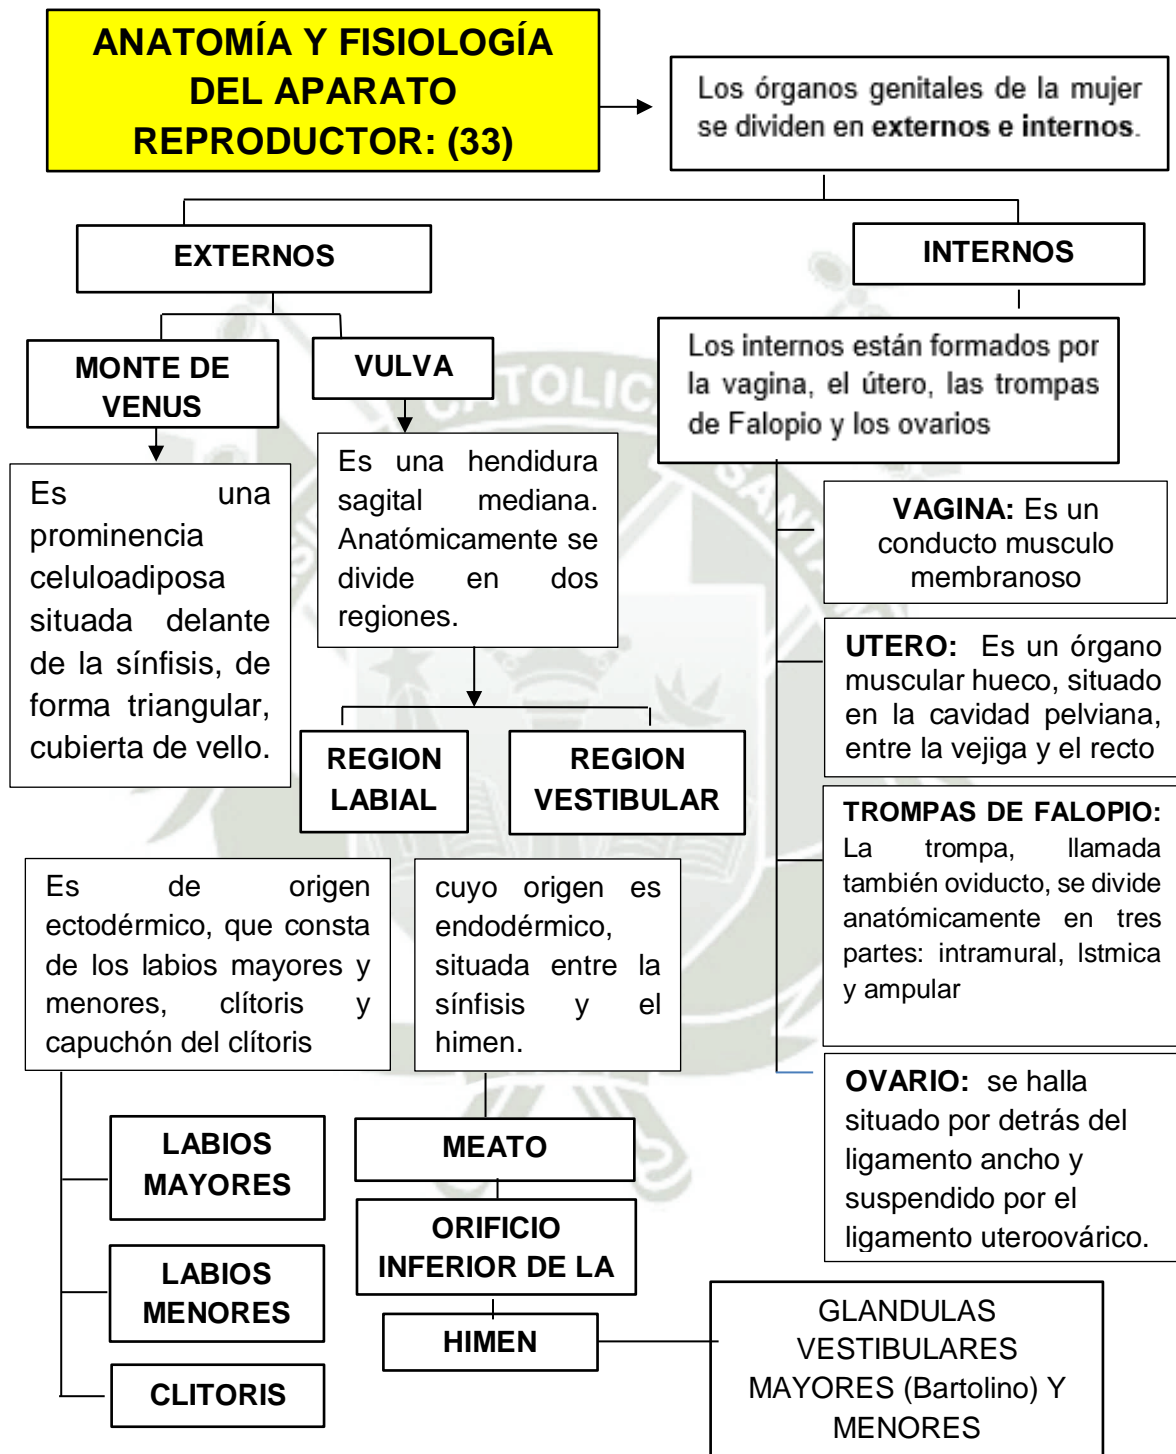 ANATOMÍA Y FISIOLOGÍA
DEL APARATO
REPRODUCTOR: (33)
Los órganos genitales de la mujer
se dividen en externos e internos.
EXTERNOS
INTERNOS
MONTE DE
VENUS
VULVA
Los internos están formados por
la vagina, el útero, las trompas
de Falopio y los ovarios
Es una
prominencia
celuloadiposa
situada delante
de la sínfisis, de
forma triangular,
cubierta de vello.
Es una hendidura
sagital mediana.
Anatómicamente se
divide en dos
regiones.
VAGINA: Es un
conducto musculo
membranoso
UTERO: Es un órgano
muscular hueco, situado
en la cavidad pelviana,
entre la vejiga y el recto
REGION
LABIAL
REGION
VESTIBULAR
TROMPAS DE FALOPIO:
La trompa, llamada
también oviducto, se divide
anatómicamente en tres
partes: intramural, Istmica
y ampular
Es de origen
ectodérmico, que consta
de los labios mayores y
menores, clítoris y
capuchón del clítoris
cuyo origen es
endodérmico,
situada entre la
sínfisis y el
himen.
OVARIO: se halla
situado por detrás del
ligamento ancho y
suspendido por el
ligamento uteroovárico.
LABIOS
MAYORES
MEATO
ORIFICIO
INFERIOR DE LA
LABIOS
MENORES
HIMEN
CLITORIS
GLANDULAS
VESTIBULARES
MAYORES (Bartolino) Y
MENORES
CATOLICA
SANTA